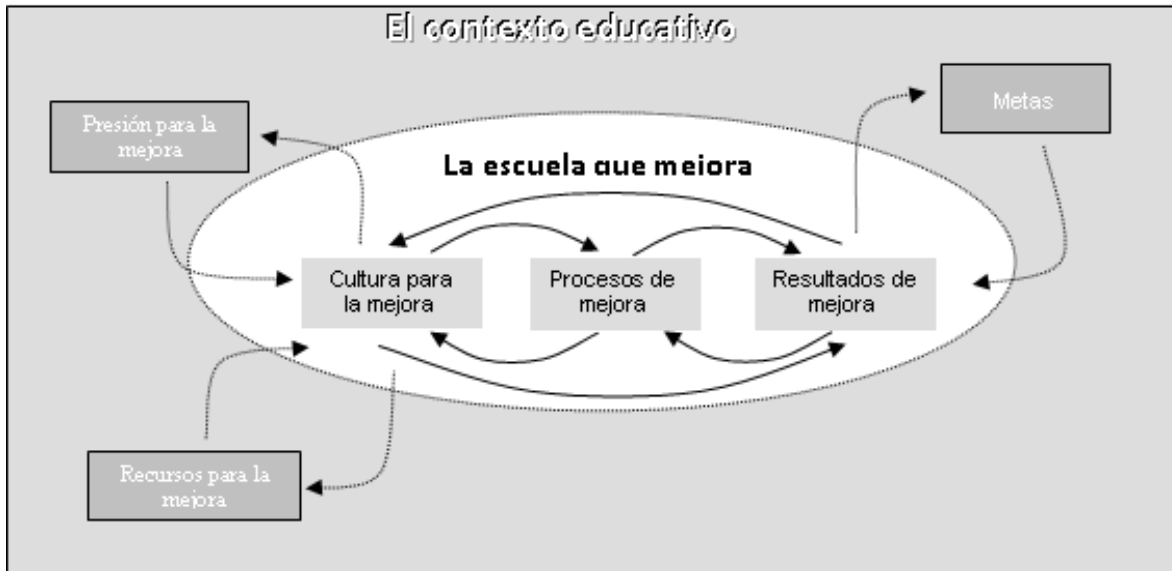 El contexto educativo
Metas
Presión para la
mejora
La escuela que mejora
Cultura para
la mejora
Procesos de
mejora
Resultados de
mejora
Recursos para la
mejora